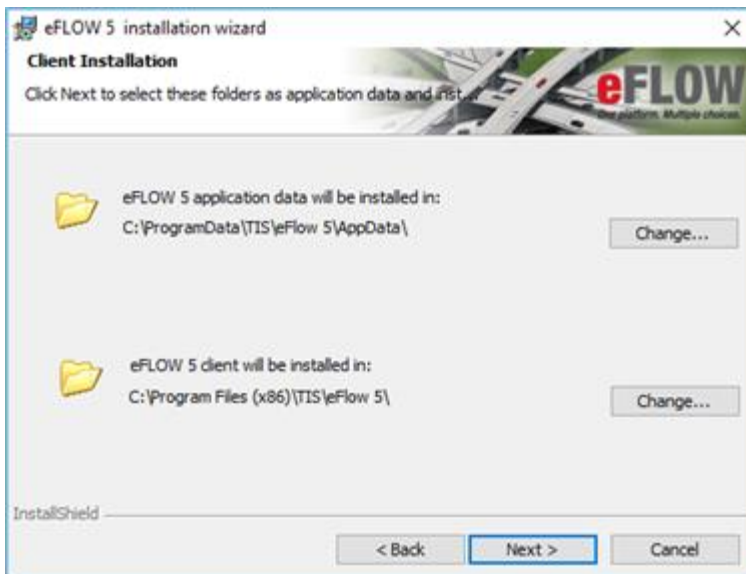 eFLOW 5 installation wizard
Client Installation
Click Next to select these folders as application data and inst...
eFLOW
One platform. Multiple choices.
eFLOW 5 application data will be installed in:
C:\ProgramData\TIS\eFlow 5\AppData\
Change...
eFLOW 5 client will be installed in:
C:\Program Files (x86)\TIS\eFlow 5\
Change...
InstallShield
< Back
Next >
Cancel